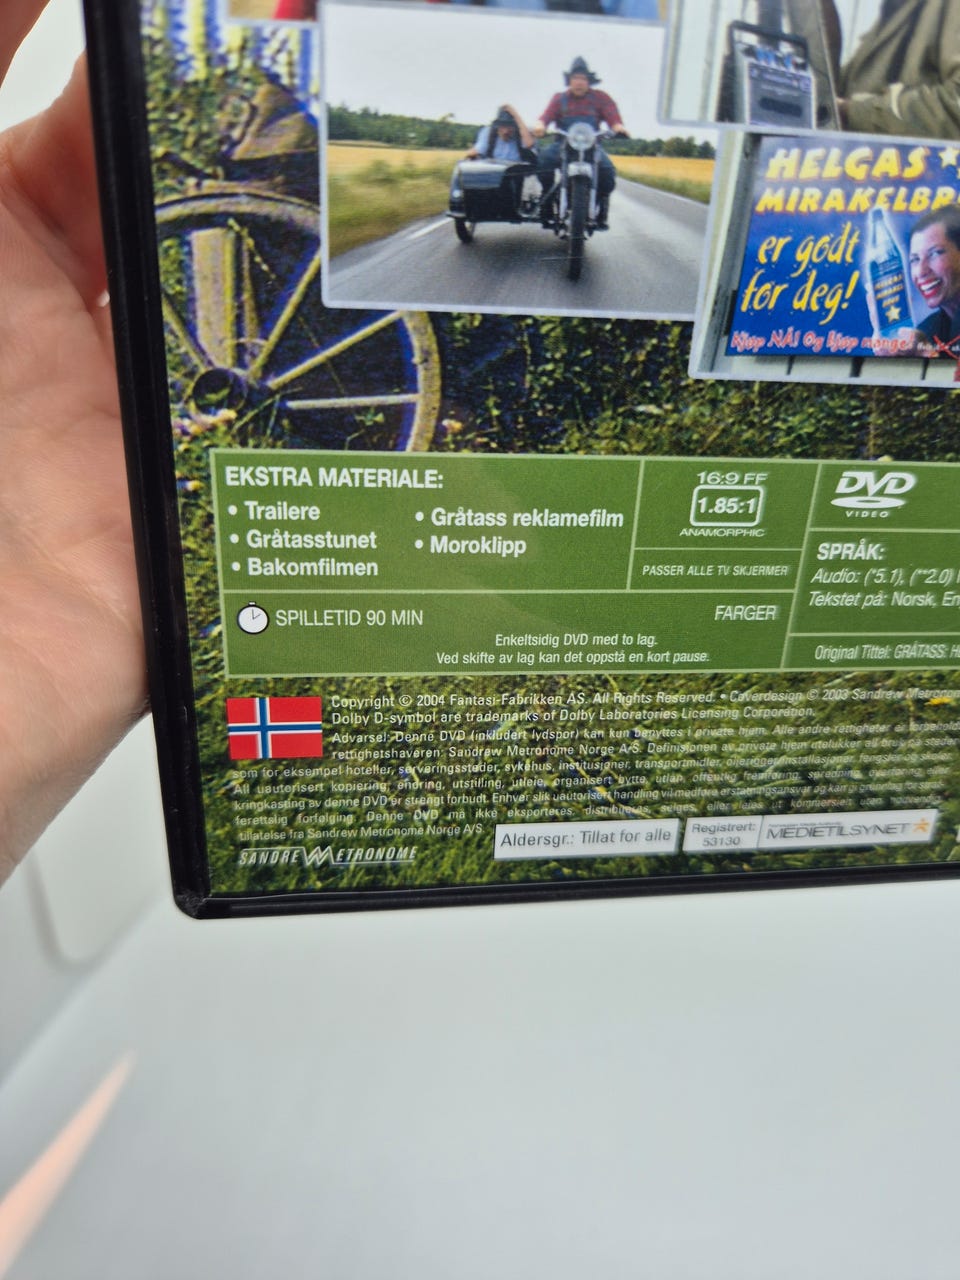 HELGAS
MIRAKELBR
er godt
for deg!
Kjøp NÅ! Og kjøp mange!
EKSTRA MATERIALE:
• Trailere
• Gråtasstunet
• Bakomfilmen
• Gråtass reklamefilm
• Moroklipp
16:9 FF
1.85:1
ANAMORPHIC
PASSER ALLE TV SKJERMER
DVD
VIDEO
SPRÅK:
Audio: (*5.1), (**2.0)
Tekstet på: Norsk, En
SPILLETID 90 MIN
FARGER
Enkeltsidig DVD med to lag.
Ved skifte av lag kan det oppstå en kort pause.
Original Tittel: GRÅTASS: HE
Copyright © 2004 Fantasi-Fabrikken AS. All Rights Reserved. • Coverdesign © 2003 Sandrew Metronom
Dolby D-symbol are trademarks of Dolby Laboratories Licensing Corporation.
Advarsel: Denne DVD (inkludert lydspor) kan kun benyttes i private hjem. Alle andre rettigheter er forbeholdt
rettighetshaveren: Sandrew Metronome Norge A/S. Definisjonen av private hjem utelukker all bruk på steder
som for eksempel hoteller, serveringssteder, sykehus, institusjoner, transportmidler, oljerigger/installasjoner, fengsler og skoler.
All uautorisert kopiering, endring, utstilling, utleie, organisert bytte, utlån, offentlig fremføring, spredning, overføring eller
kringkasting av denne DVD er strengt forbudt. Enhver slik uautorisert handling vil medføre erstatningsansvar og kan gi grunnlag for straff
rettslig forfølging. Denne DVD må ikke eksporteres, distribueres, selges, eller leies ut kommersielt uten
tillatelse fra Sandrew Metronome Norge A/S.
SANDREW METRONOME
Aldersgr.: Tillat for alle
Registrert:
53130
MEDIETILSYNET